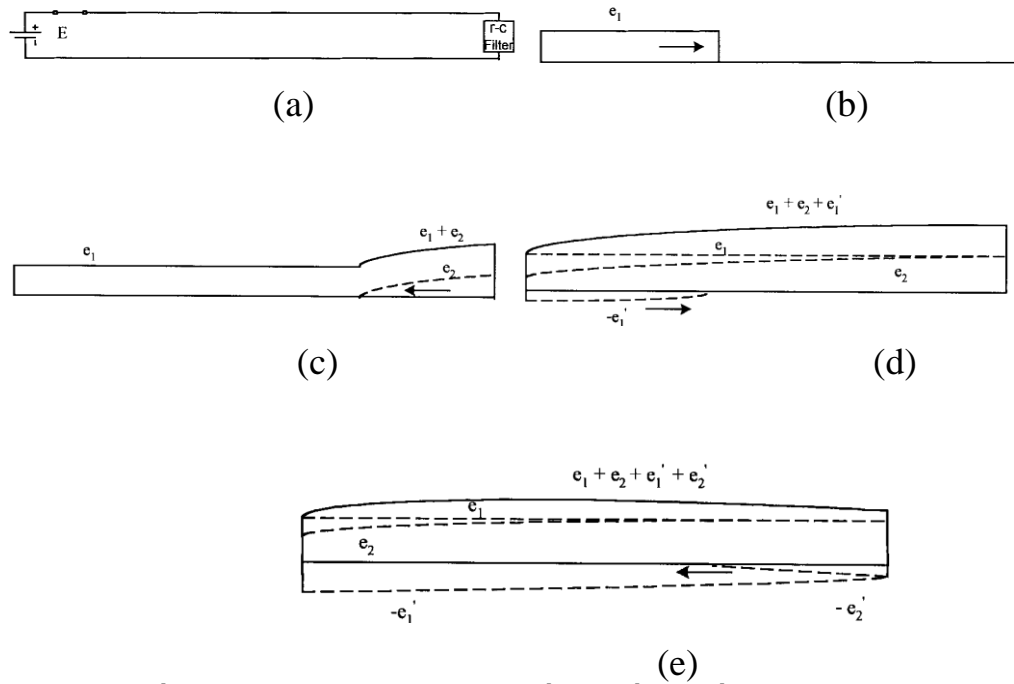 E
r-c
Filter
(a)
e₁
(b)
e₁
e₁ + e₂
e₂
(c)
e₁ + e₂ + e₁'
e₁
e₂
-e₁'
(d)
e₁ + e₂ + e₁' + e₂'
e₁
e₂
-e₁'
- e₂'
(e)